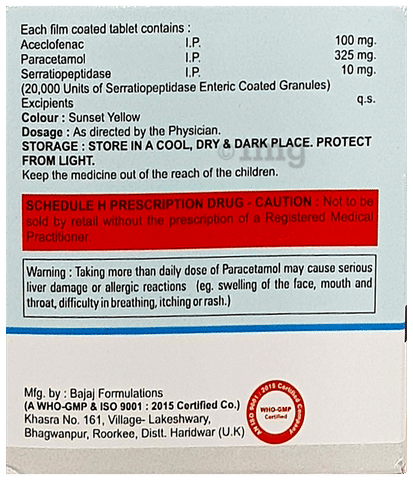 Each film coated tablet contains :
Aceclofenac I.P. 100 mg.
Paracetamol I.P. 325 mg.
Serratiopeptidase I.P. 10 mg.
(20,000 Units of Serratiopeptidase Enteric Coated Granules)
Excipients q.s.
Colour : Sunset Yellow
Dosage : As directed by the Physician.
STORAGE : STORE IN A COOL, DRY & DARK PLACE. PROTECT
FROM LIGHT.
Keep the medicine out of the reach of the children.
SCHEDULE H PRESCRIPTION DRUG - CAUTION : Not to be
sold by retail without the prescription of a Registered Medical
Practitioner.
Warning : Taking more than daily dose of Paracetamol may cause serious
liver damage or allergic reactions (eg. swelling of the face, mouth and
throat, difficulty in breathing, itching or rash.)
Mfg. by : Bajaj Formulations
(A WHO-GMP & ISO 9001 : 2015 Certified Co.)
Khasra No. 161, Village- Lakeshwary,
Bhagwanpur, Roorkee, Distt. Haridwar (U.K)
AN ISO 9001 : 2015 Certified Company
WHO-GMP
Certified